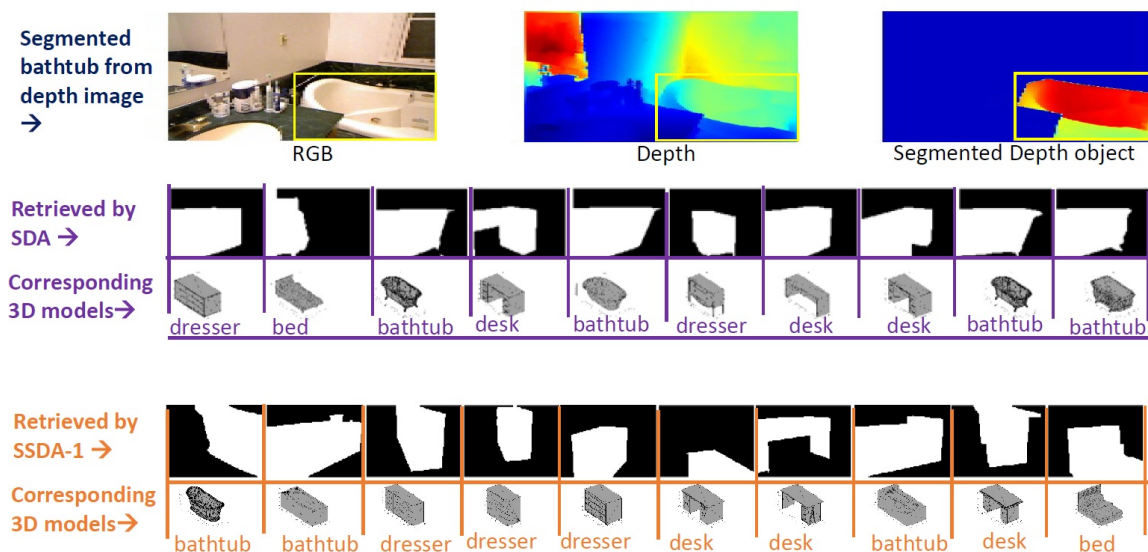 Segmented
bathtub from
depth image
→
RGB
Depth
Segmented Depth object
Retrieved by
SDA →
Corresponding
3D models→
dresser bed bathtub desk bathtub dresser desk desk bathtub bathtub
Retrieved by
SSDA-1 →
Corresponding
3D models→
bathtub bathtub dresser dresser dresser desk desk bathtub desk bed